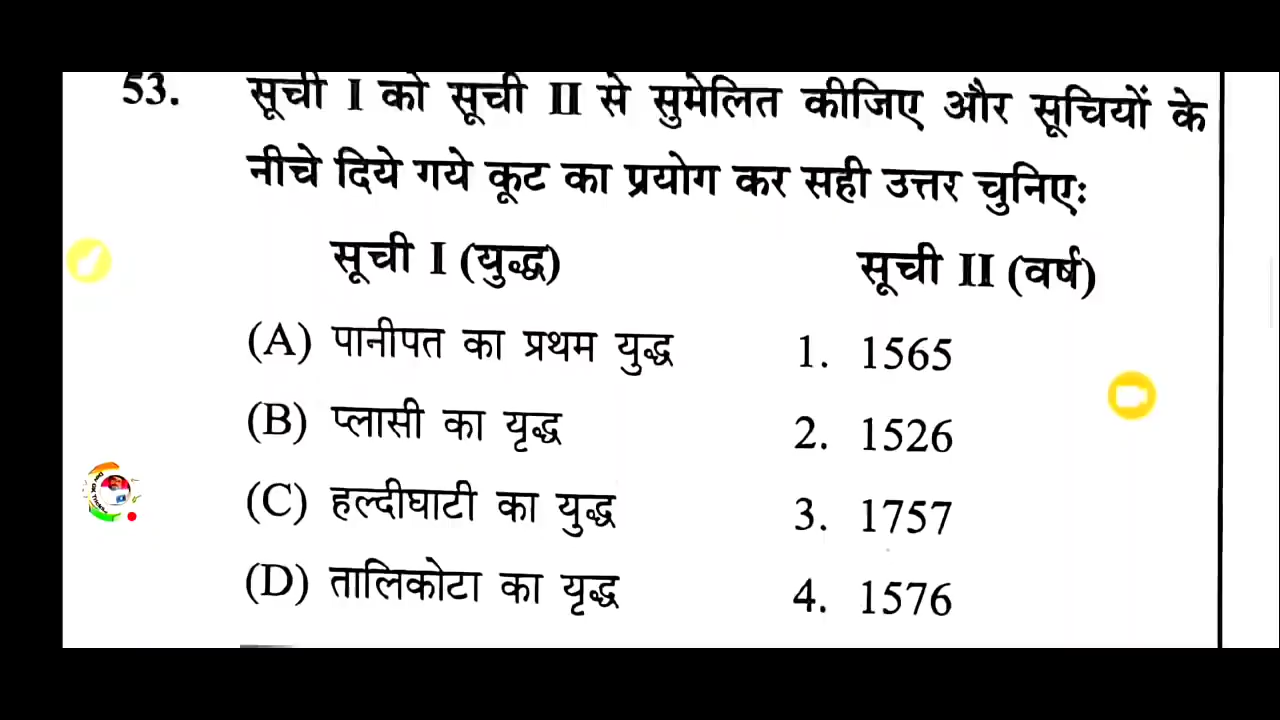 53. सूची I को सूची II से सुमेलित कीजिए और सूचियों के
नीचे दिये गये कूट का प्रयोग कर सही उत्तर चुनिए:
सूची I (युद्ध) सूची II (वर्ष)
(A) पानीपत का प्रथम युद्ध 1. 1565
(B) प्लासी का यृद्ध 2. 1526
(C) हल्दीघाटी का युद्ध 3. 1757
(D) तालिकोटा का यृद्ध 4. 1576